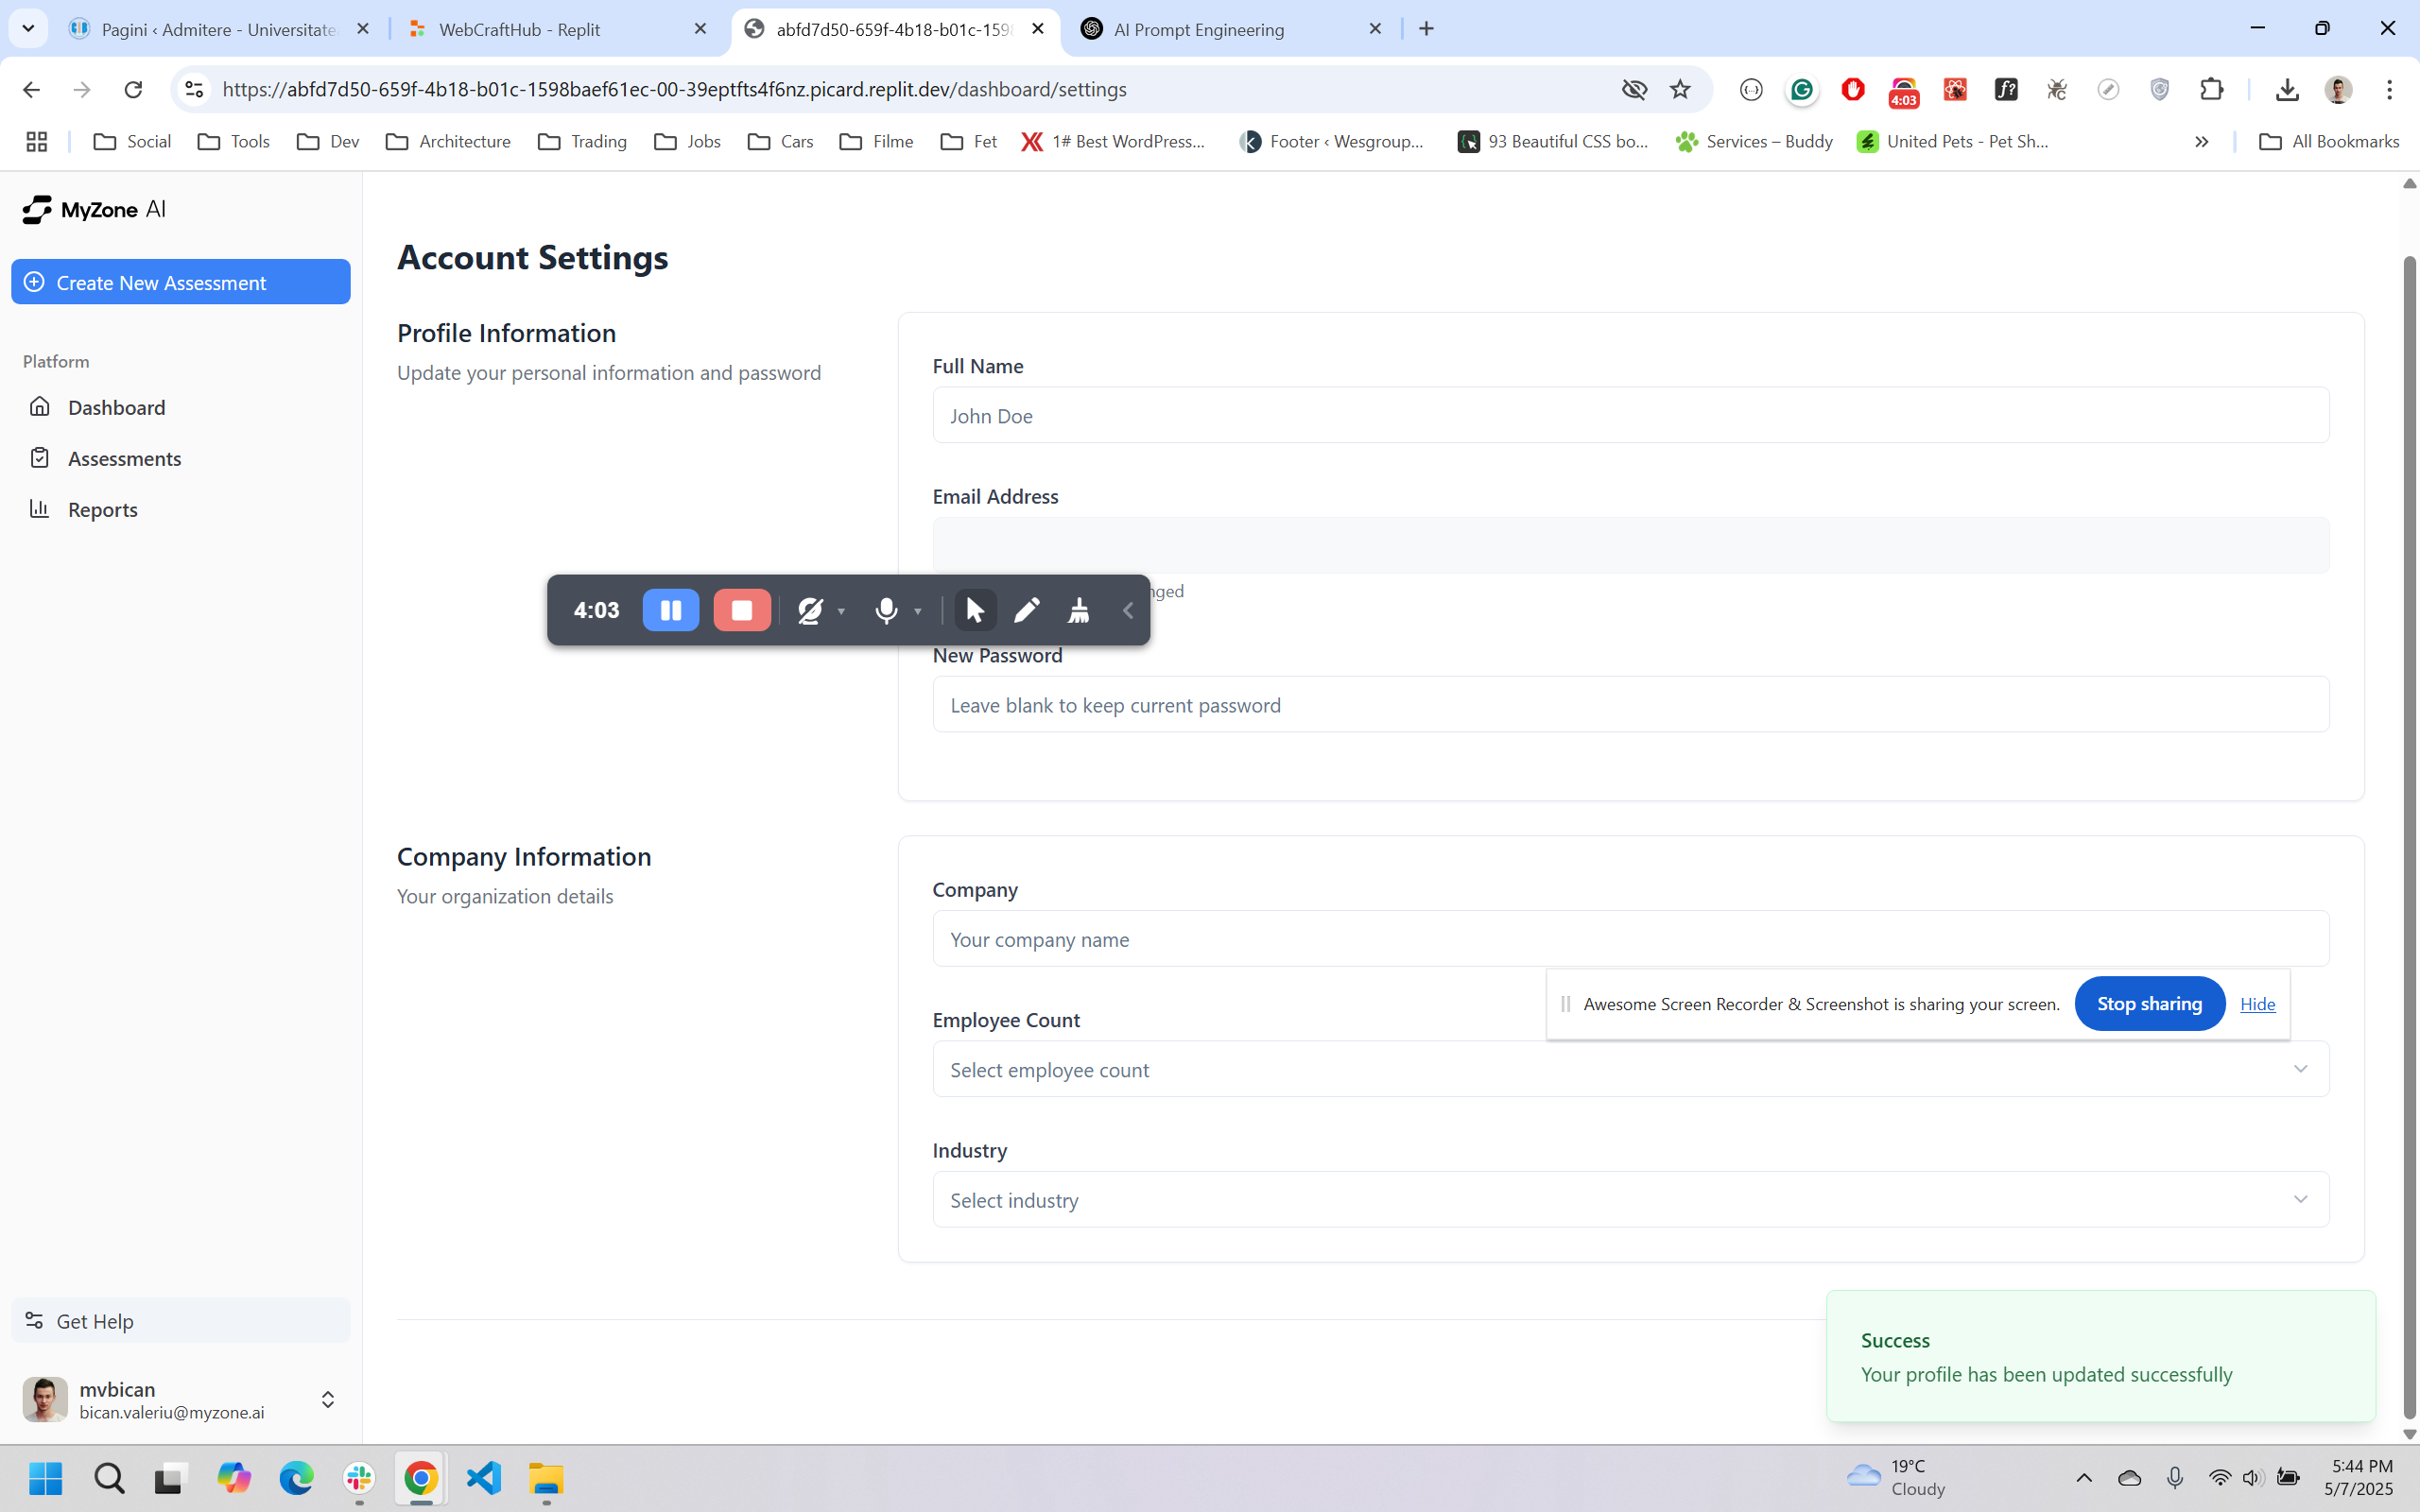 Pagini ‹ Admitere - Universitate
WebCraftHub - Replit
abfd7d50-659f-4b18-b01c-1598
AI Prompt Engineering
https://abfd7d50-659f-4b18-b01c-1598baef61ec-00-39eptfts4f6nz.picard.replit.dev/dashboard/settings
4:03
Social
Tools
Dev
Architecture
Trading
Jobs
Cars
Filme
Fet
1# Best WordPress...
Footer ‹ Wesgroup...
93 Beautiful CSS bo...
Services – Buddy
United Pets - Pet Sh...
All Bookmarks
MyZone AI
Create New Assessment
Platform
Dashboard
Assessments
Reports
Get Help
mvbican
bican.valeriu@myzone.ai
Account Settings
Profile Information
Update your personal information and password
Full Name
John Doe
Email Address
nged
4:03
New Password
Leave blank to keep current password
Company Information
Your organization details
Company
Your company name
Awesome Screen Recorder & Screenshot is sharing your screen.
Stop sharing
Hide
Employee Count
Select employee count
Industry
Select industry
Success
Your profile has been updated successfully
19°C
Cloudy
5:44 PM
5/7/2025